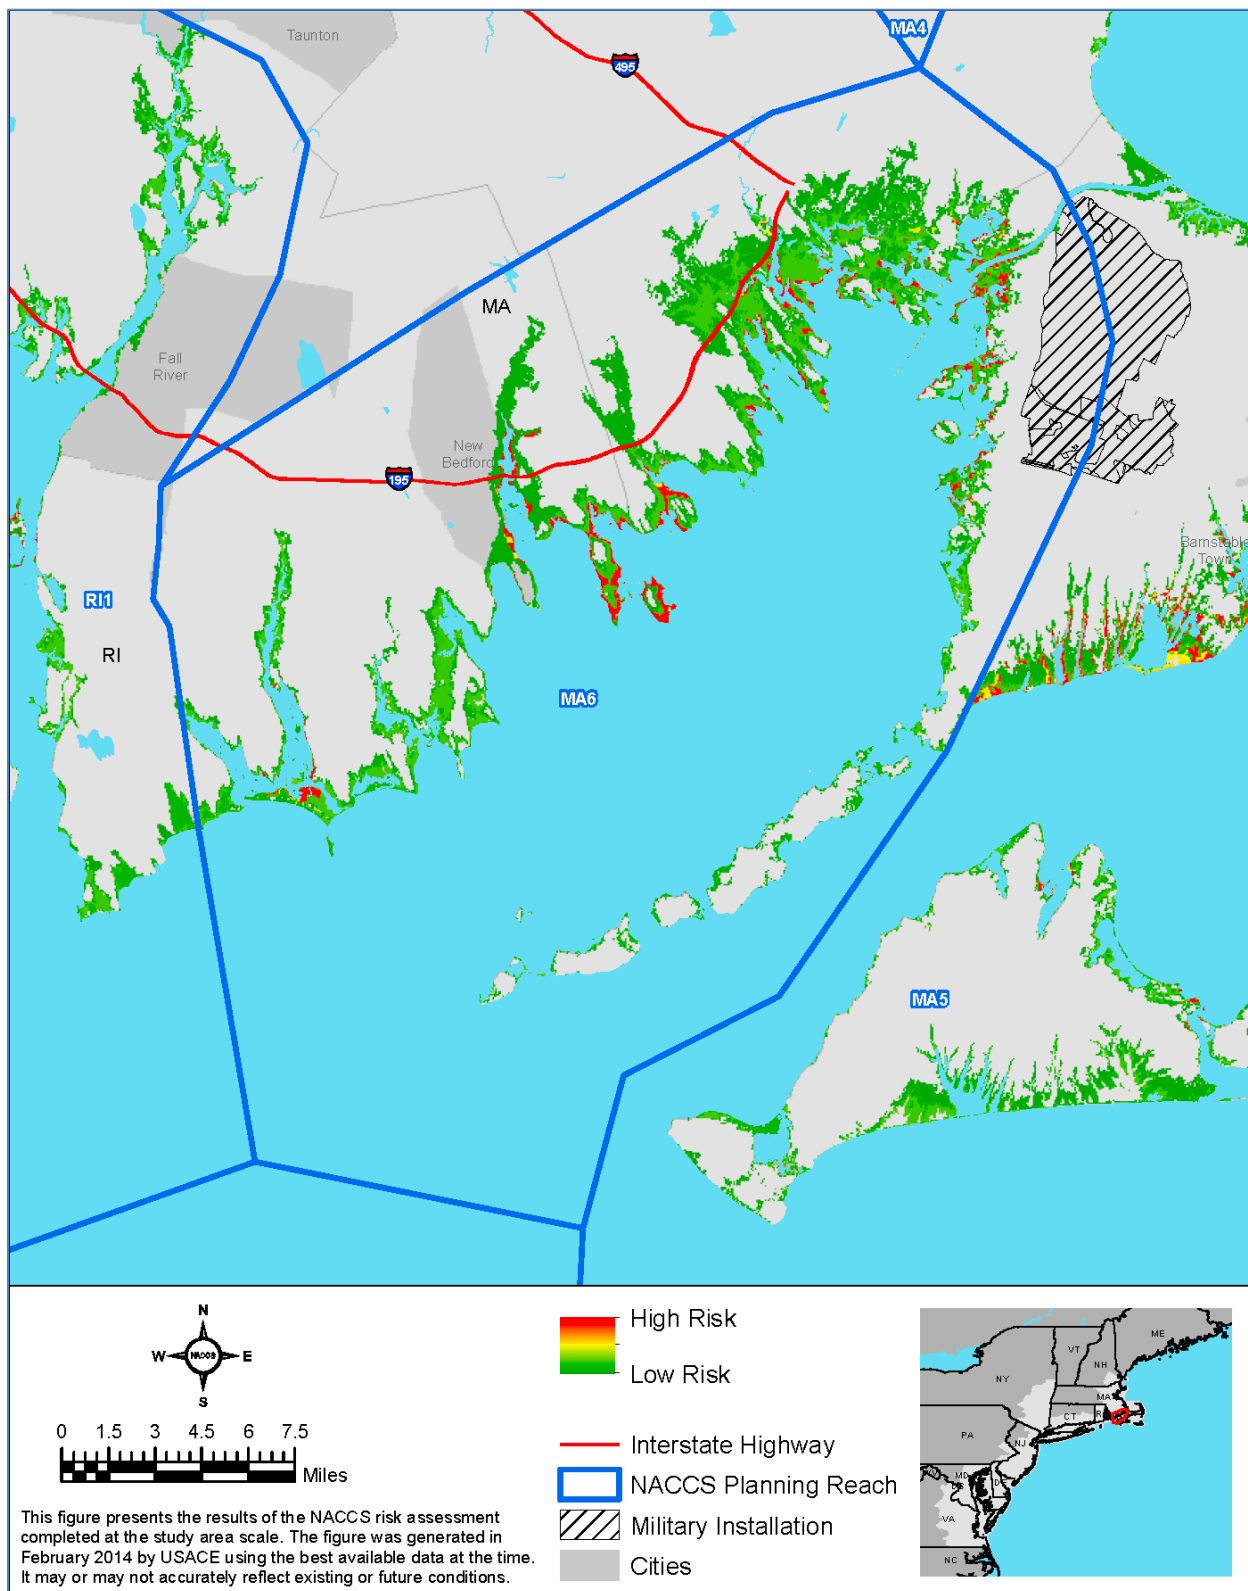 Taunton
MA4
495
MA
Fall
River
New
Bedford
195
Barnstable
Town
RI1
RI
MA6
MA5
N
W NACCS E
S
0 1.5 3 4.5 6 7.5
Miles
This figure presents the results of the NACCS risk assessment
completed at the study area scale. The figure was generated in
February 2014 by USACE using the best available data at the time.
It may or may not accurately reflect existing or future conditions.
High Risk
Low Risk
Interstate Highway
NACCS Planning Reach
Military Installation
Cities
ME
VT
NH
NY
MA
CT
PA
NJ
MD
VA
NC